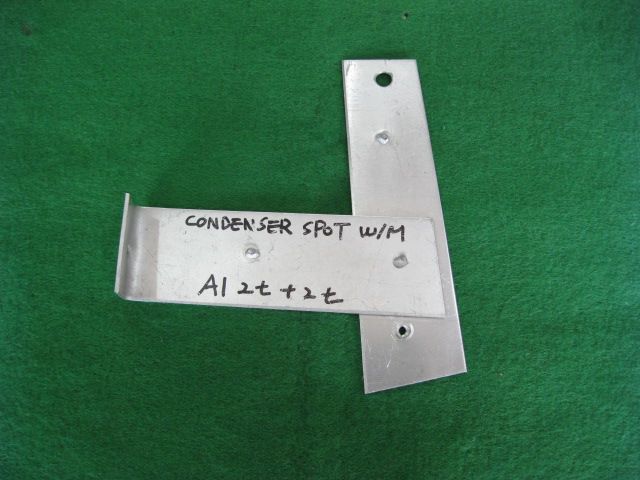 CONDENSER SPOT W/M
Al 2t + 2t